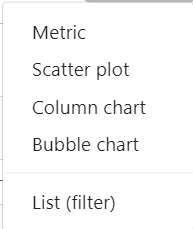 Metric
Scatter plot
Column chart
Bubble chart
List (filter)